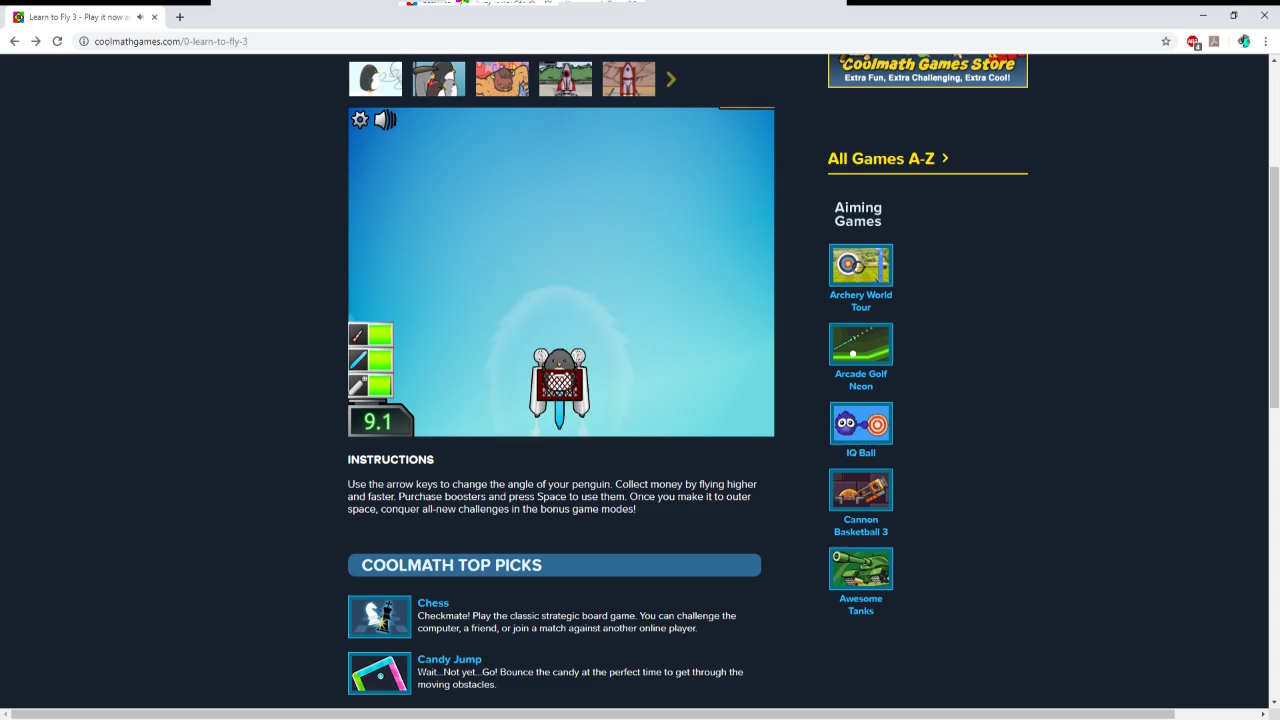 Learn to Fly 3 - Play it now a
coolmathgames.com/0-learn-to-fly-3
Coolmath Games Store
Extra Fun, Extra Challenging, Extra Cool!
All Games A-Z
Aiming
Games
Archery World
Tour
Arcade Golf
Neon
IQ Ball
Cannon
Basketball 3
Awesome
Tanks
9.1
INSTRUCTIONS
Use the arrow keys to change the angle of your penguin. Collect money by flying higher
and faster. Purchase boosters and press Space to use them. Once you make it to outer
space, conquer all-new challenges in the bonus game modes!
COOLMATH TOP PICKS
Chess
Checkmate! Play the classic strategic board game. You can challenge the
computer, a friend, or join a match against another online player.
Candy Jump
Wait...Not yet...Go! Bounce the candy at the perfect time to get through the
moving obstacles.